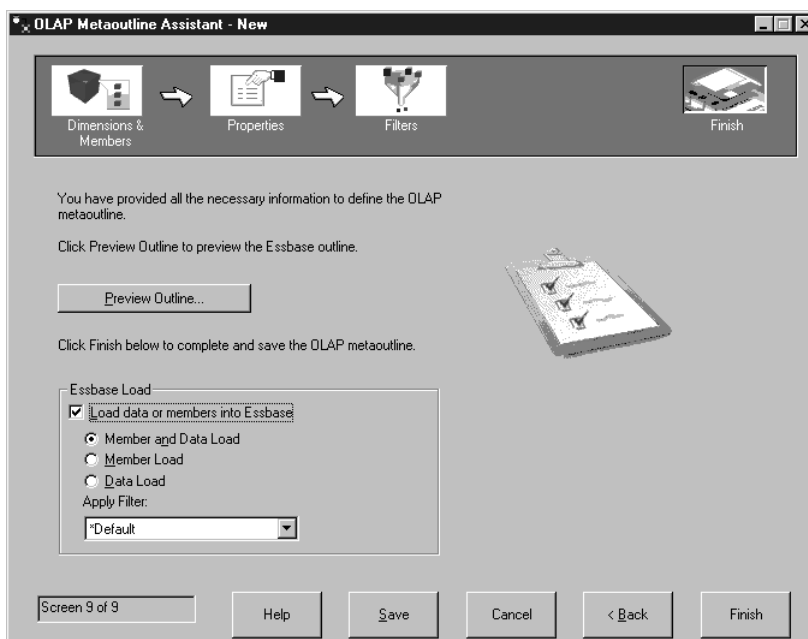 OLAP Metaoutline Assistant - New
Dimensions &
Members
Properties
Filters
Finish
You have provided all the necessary information to define the OLAP
metaoutline.
Click Preview Outline to preview the Essbase outline.
Preview Outline...
Click Finish below to complete and save the OLAP metaoutline.
Essbase Load
Load data or members into Essbase
Member and Data Load
Member Load
Data Load
Apply Filter:
*Default
Screen 9 of 9
Help
Save
Cancel
< Back
Finish